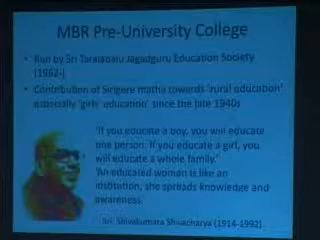 MBR Pre-University College
• Run by Sri Taralabalu Jagadguru Education Society
(1962-)
• Contribution of Sirigere matha towards 'rural education'
especially 'girls' education' since the late 1940s
'If you educate a boy, you will educate
one person. If you educate a girl, you
will educate a whole family."
'An educated woman is like an
institution, she spreads knowledge and
awareness.
Sri. Shivakumara Shivacharya (1914-1992)